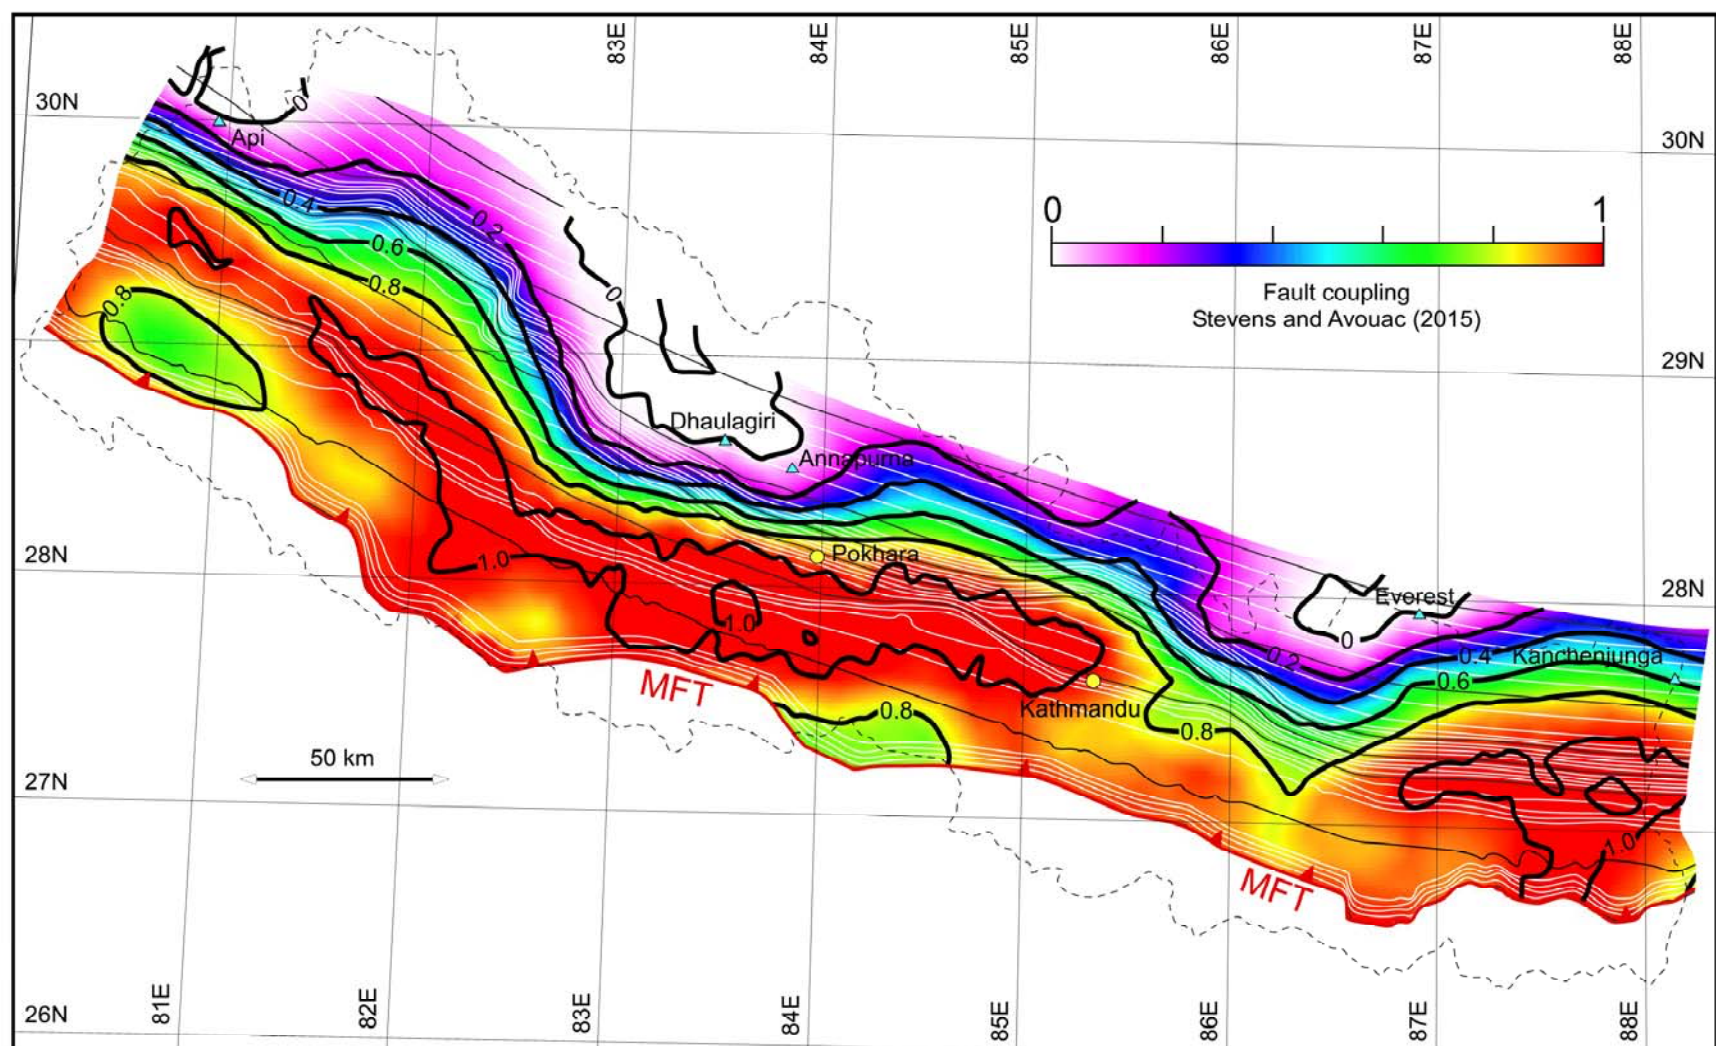 83E
84E
85E
86E
87E
88E
30N
30N
0
Api
0
1
0.2
0.4
0.6
0.8
0
Fault coupling
Stevens and Avouac (2015)
0.8
29N
Dhaulagiri
Annapurna
28N
1.0
Pokhara
28N
Everest
1.0
0
0.2
0.4
Kanchenjunga
0.6
MFT
Kathmandu
0.8
0.8
50 km
27N
27N
1.0
MFT
26N
81E
82E
83E
84E
85E
86E
87E
88E